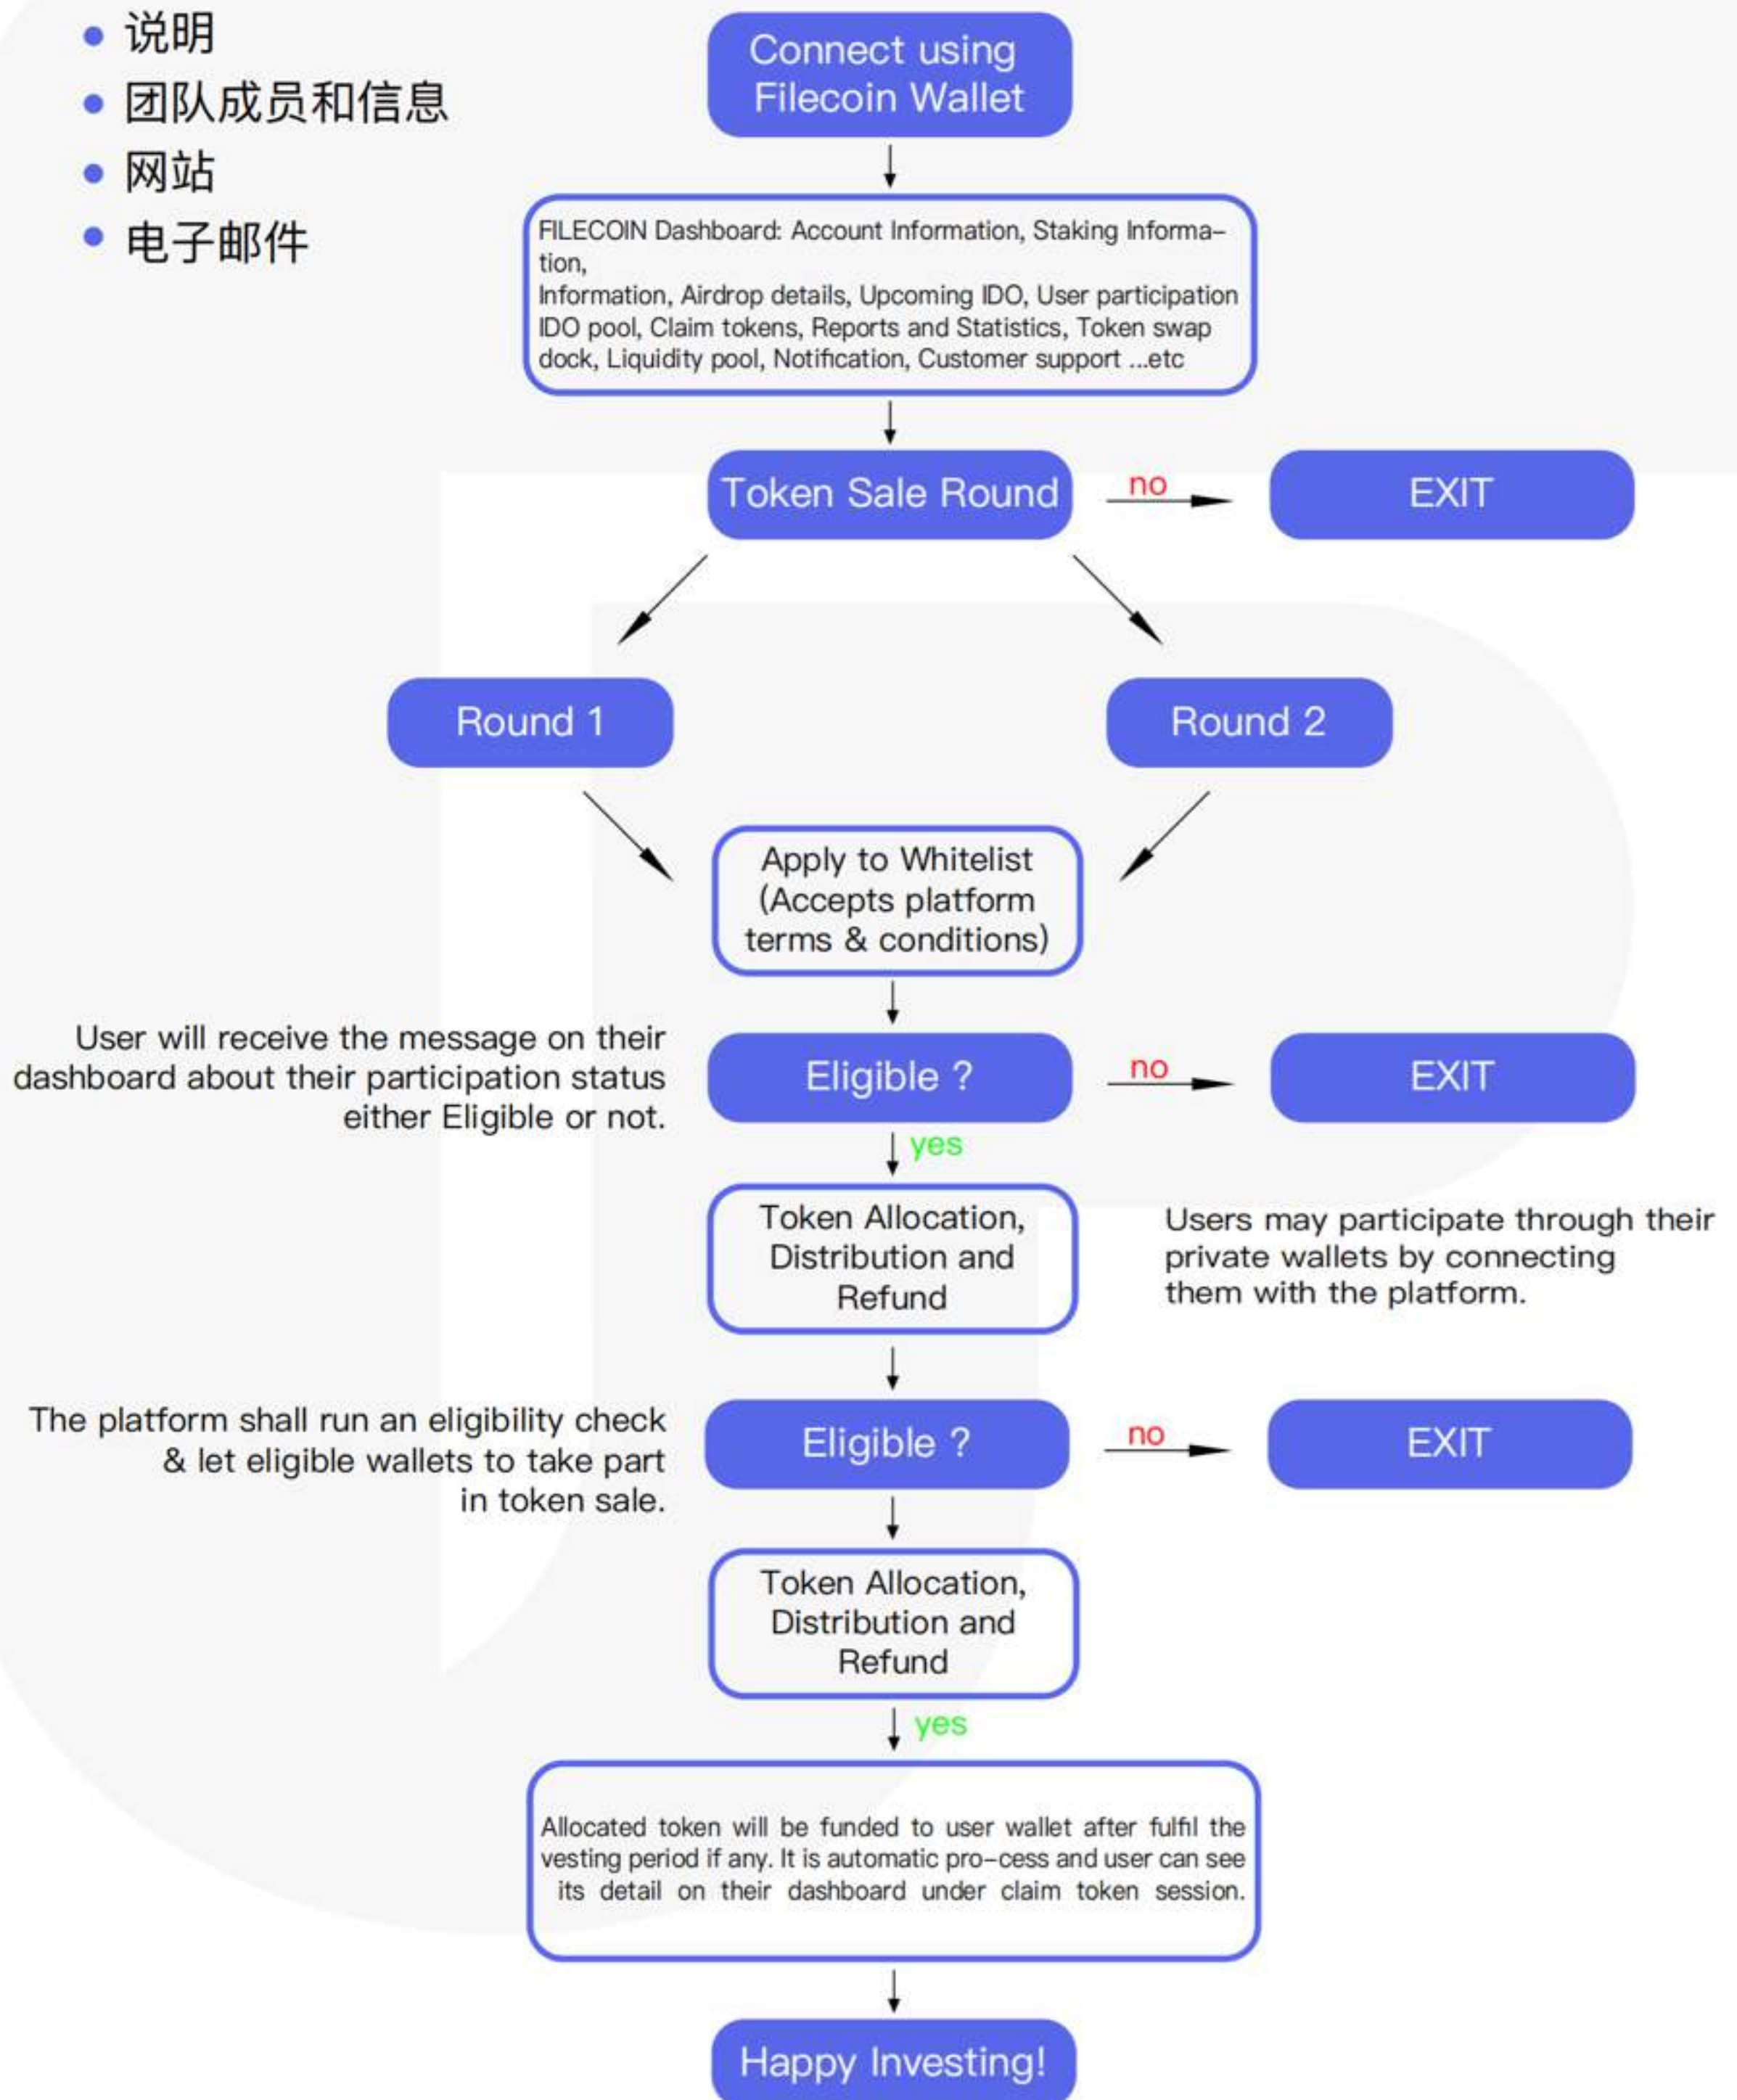 说明
团队成员和信息
网站
电子邮件
Connect using
Filecoin Wallet
FILECOIN Dashboard: Account Information, Staking Informa-
tion,
Information, Airdrop details, Upcoming IDO, User participation
IDO pool, Claim tokens, Reports and Statistics, Token swap
dock, Liquidity pool, Notification, Customer support ...etc
Token Sale Round
no
EXIT
Round 1
Round 2
Apply to Whitelist
(Accepts platform
terms & conditions)
User will receive the message on their
dashboard about their participation status
either Eligible or not.
Eligible ?
no
EXIT
yes
Token Allocation,
Distribution and
Refund
Users may participate through their
private wallets by connecting
them with the platform.
The platform shall run an eligibility check
& let eligible wallets to take part
in token sale.
Eligible ?
no
EXIT
Token Allocation,
Distribution and
Refund
yes
Allocated token will be funded to user wallet after fulfil the
vesting period if any. It is automatic pro-cess and user can see
its detail on their dashboard under claim token session.
Happy Investing!